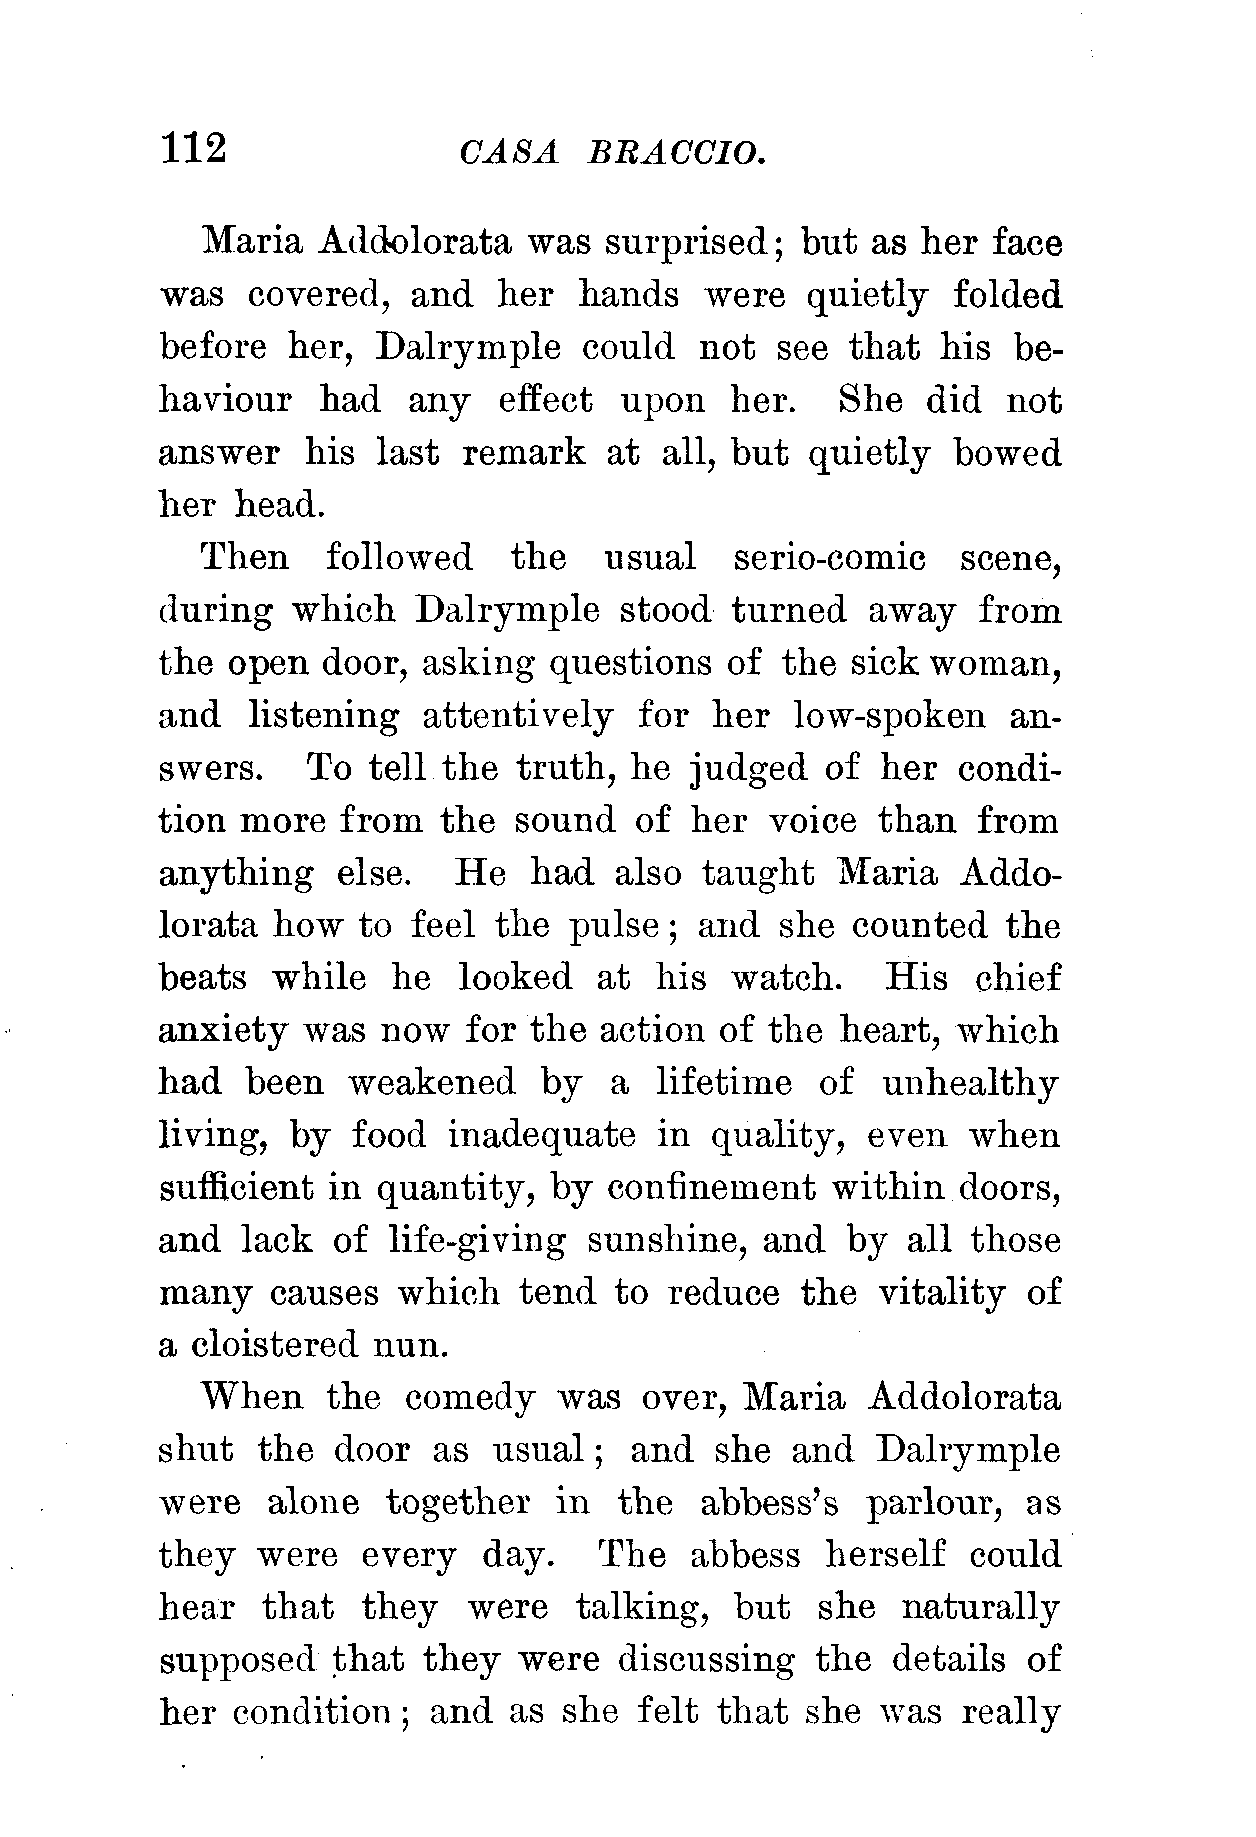 112 CASA BRACCIO.
Maria Addolorata was surprised; but as her face
was covered, and her hands were quietly folded
before her, Dalrymple could not see that his be-
haviour had any effect upon her. She did not
answer his last remark at all, but quietly bowed
her head.
Then followed the usual serio-comic scene,
during which Dalrymple stood turned away from
the open door, asking questions of the sick woman,
and listening attentively for her low-spoken an-
swers. To tell the truth, he judged of her condi-
tion more from the sound of her voice than from
anything else. He had also taught Maria Addo-
lorata how to feel the pulse; and she counted the
beats while he looked at his watch. His chief
anxiety was now for the action of the heart, which
had been weakened by a lifetime of unhealthy
living, by food inadequate in quality, even when
sufficient in quantity, by confinement within doors,
and lack of life-giving sunshine, and by all those
many causes which tend to reduce the vitality of
a cloistered nun.
When the comedy was over, Maria Addolorata
shut the door as usual; and she and Dalrymple
were alone together in the abbess's parlour, as
they were every day. The abbess herself could
hear that they were talking, but she naturally
supposed that they were discussing the details of
her condition; and as she felt that she was really